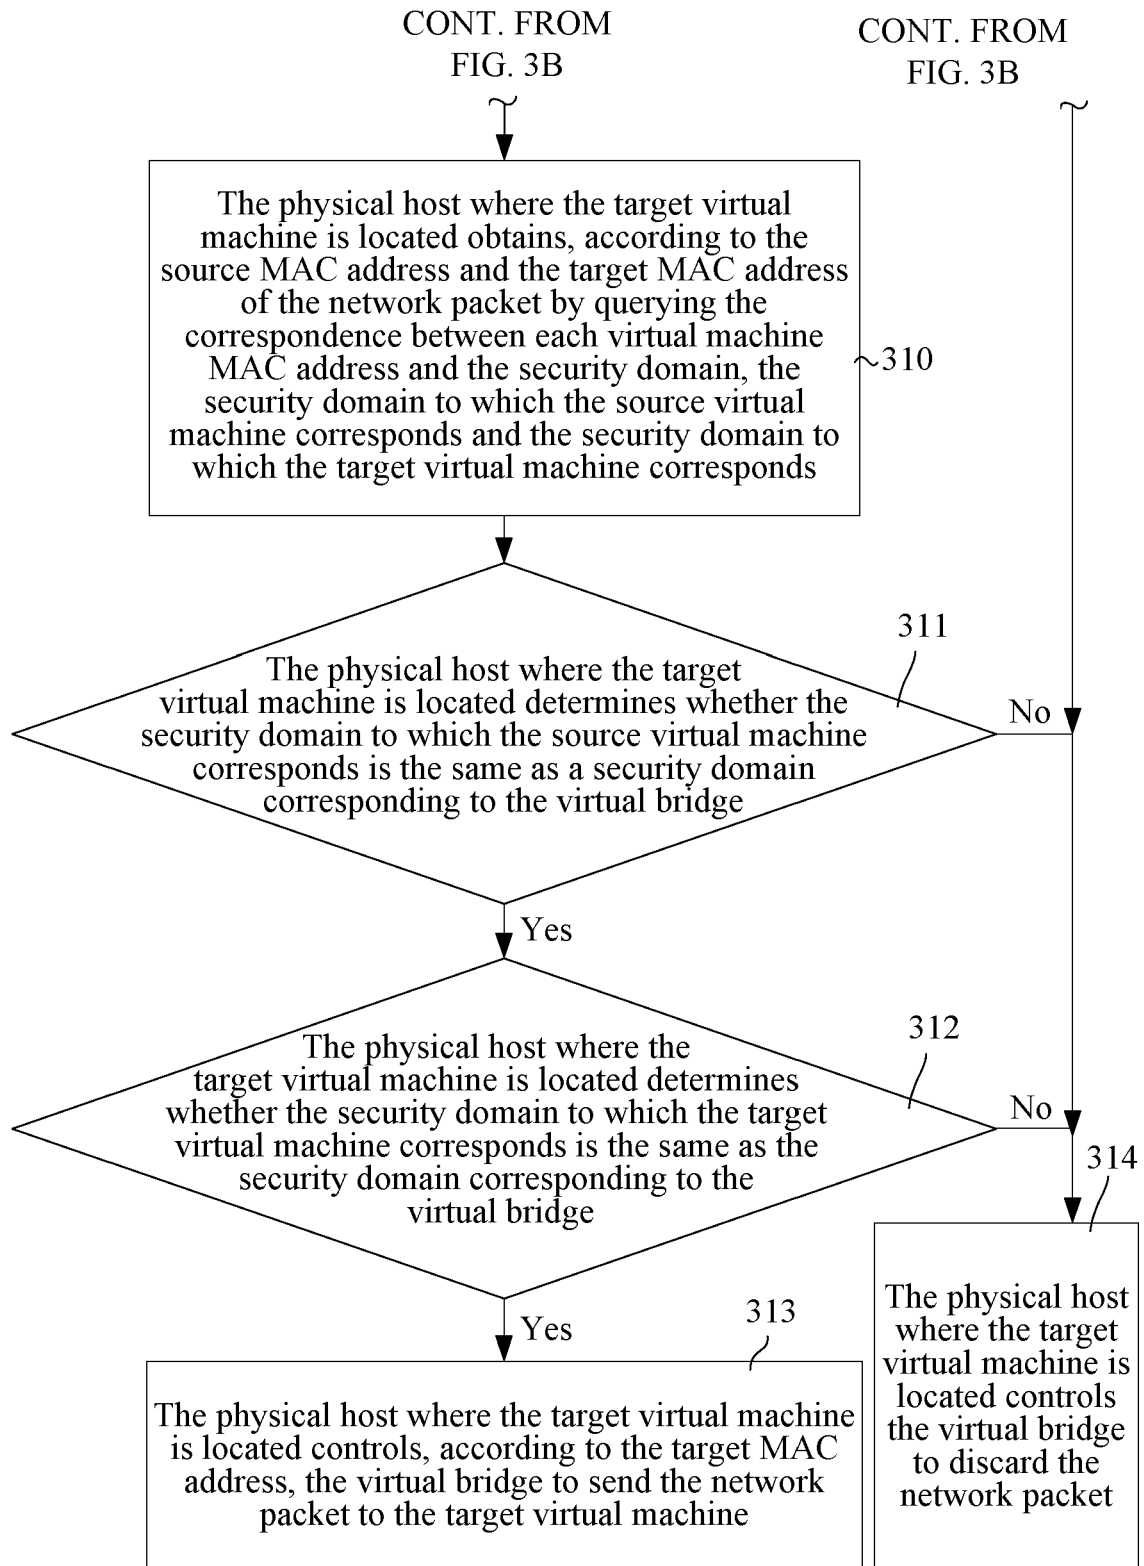 CONT. FROM
FIG. 3B
CONT. FROM
FIG. 3B
The physical host where the target virtual
machine is located obtains, according to the
source MAC address and the target MAC address
of the network packet by querying the
correspondence between each virtual machine
MAC address and the security domain, the
security domain to which the source virtual
machine corresponds and the security domain to
which the target virtual machine corresponds
310
311
The physical host where the target
virtual machine is located determines whether the
security domain to which the source virtual machine
corresponds is the same as a security domain
corresponding to the virtual bridge
No
Yes
312
The physical host where the
target virtual machine is located determines
whether the security domain to which the target
virtual machine corresponds is the same as the
security domain corresponding to the
virtual bridge
No
Yes
313
The physical host where the target virtual machine
is located controls, according to the target MAC
address, the virtual bridge to send the network
packet to the target virtual machine
314
The physical host
where the target
virtual machine is
located controls
the virtual bridge
to discard the
network packet